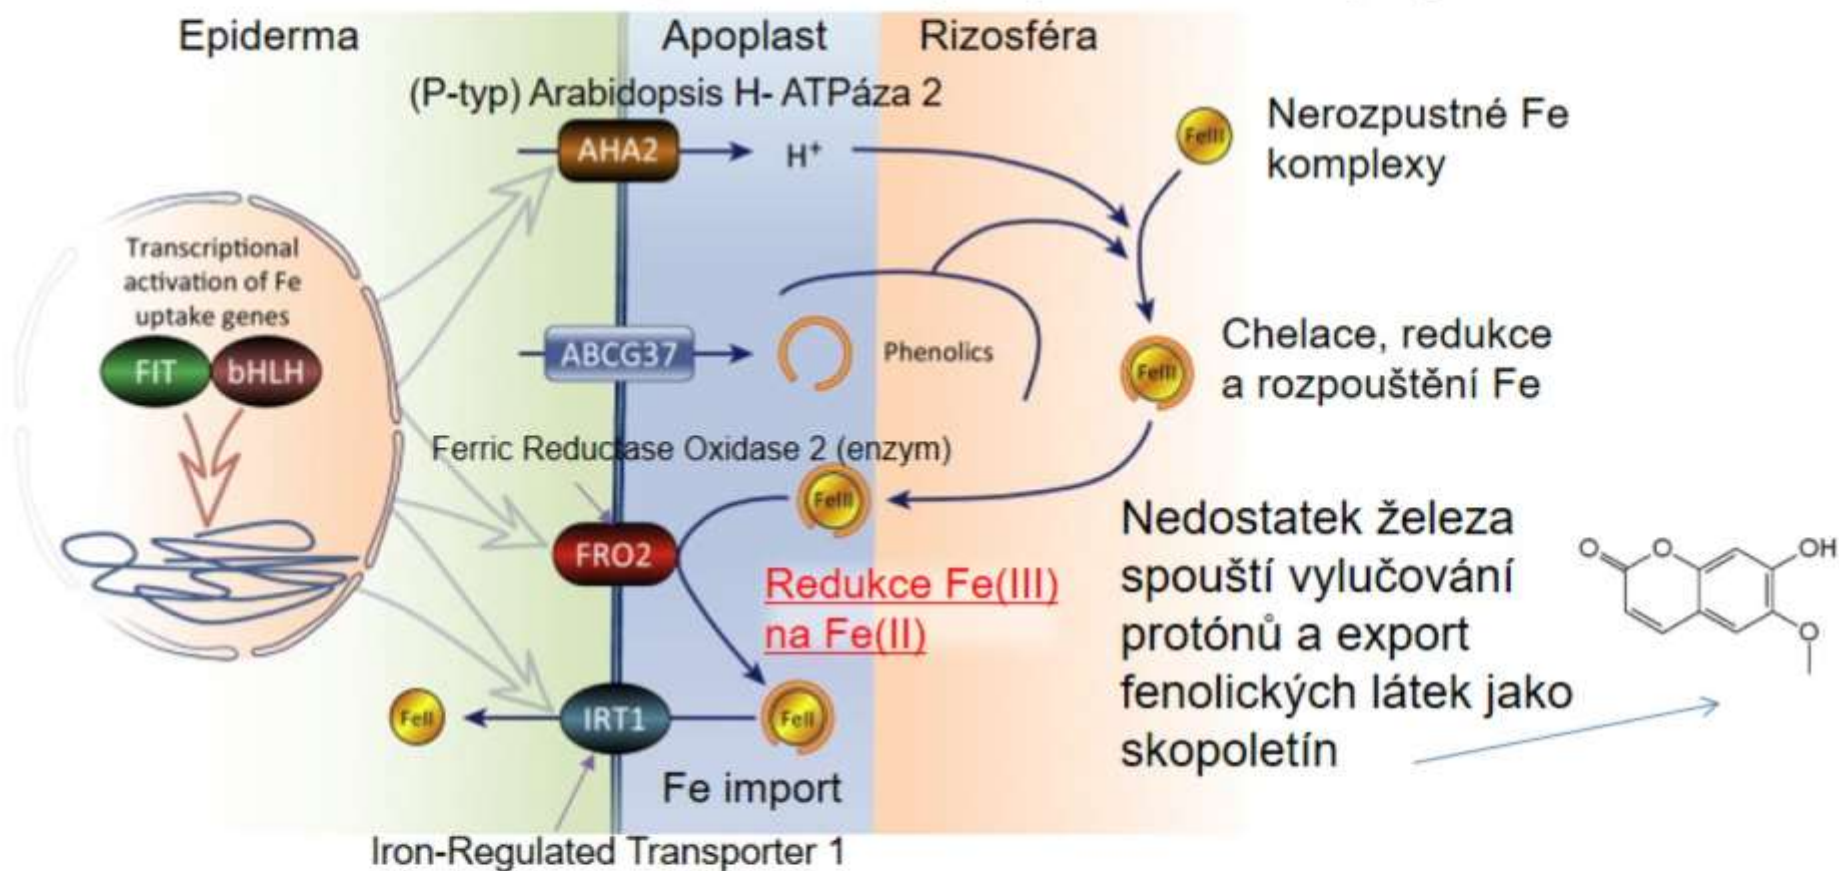 Epiderma
Apoplast
Rizosféra
(P-typ) Arabidopsis H- ATPáza 2
AHA2
H⁺
FeIII
Nerozpustné Fe
komplexy
Transcriptional
activation of Fe
uptake genes
FIT
bHLH
ABCG37
Phenolics
FeIII
Chelace, redukce
a rozpouštění Fe
Ferric Reductase Oxidase 2 (enzym)
FeIII
FRO2
Redukce Fe(III)
na Fe(II)
Nedostatek železa
spouští vylučování
protónů a export
fenolických látek jako
skopoletín
O
O
OH
O
FeII
IRT1
FeII
Fe import
Iron-Regulated Transporter 1